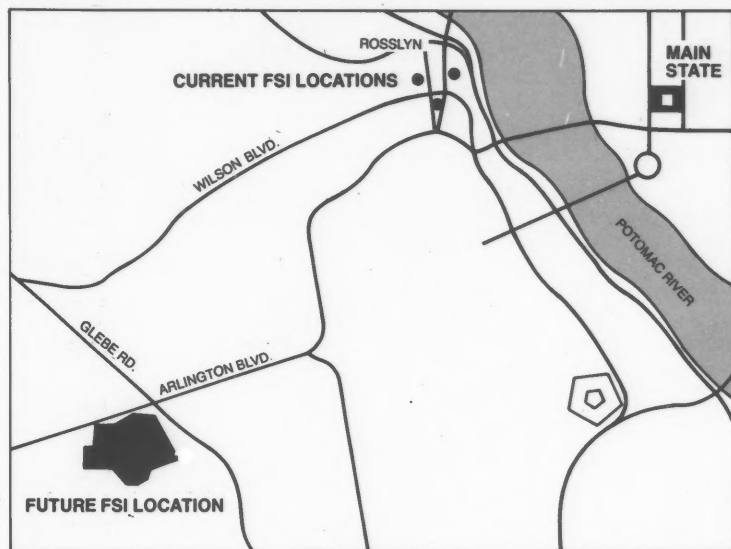 ROSSLYN
MAIN
STATE
CURRENT FSI LOCATIONS
WILSON BLVD.
POTOMAC RIVER
GLEBE RD.
ARLINGTON BLVD.
FUTURE FSI LOCATION